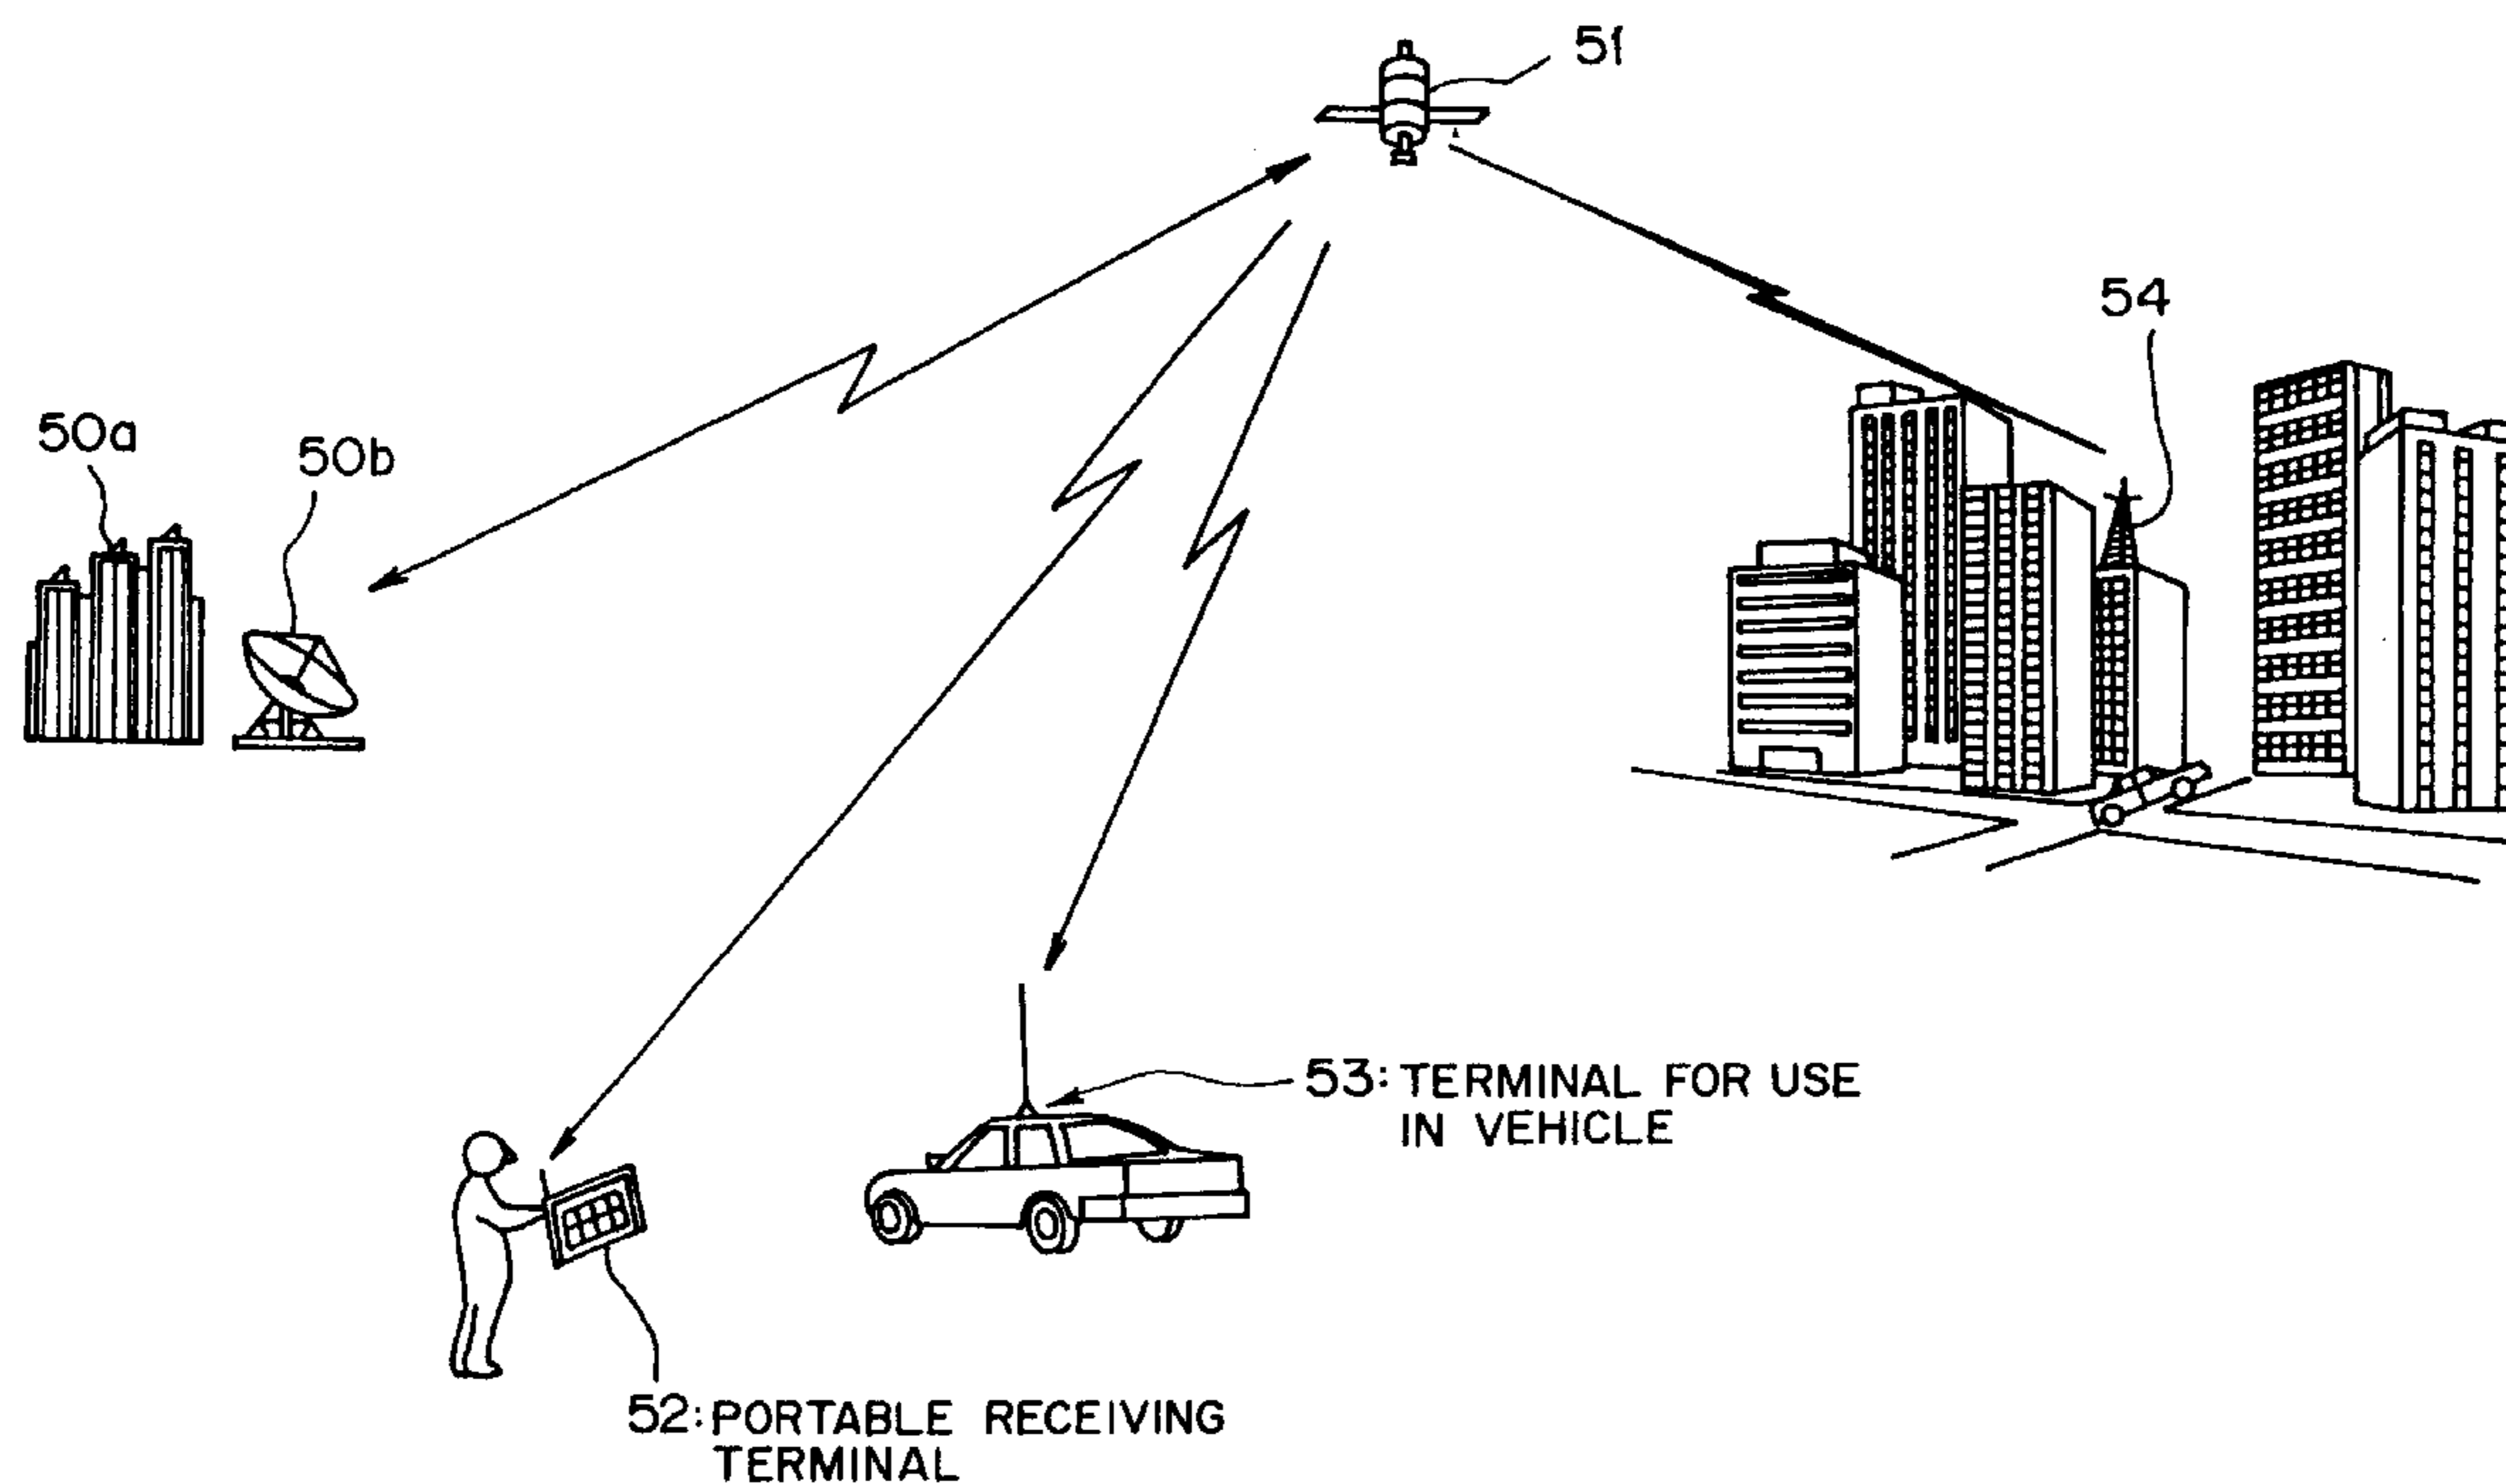 51
54
50a
50b
53: TERMINAL FOR USE
IN VEHICLE
52: PORTABLE RECEIVING
TERMINAL